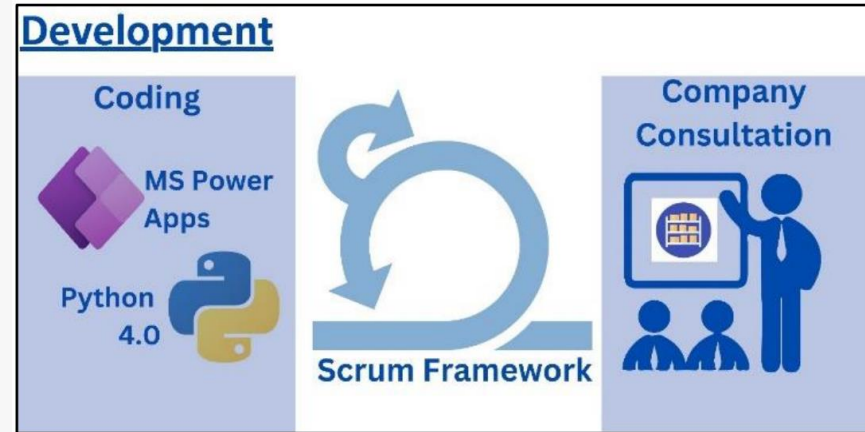 Development
Coding
MS Power
Apps
Python
4.0
Scrum Framework
Company
Consultation